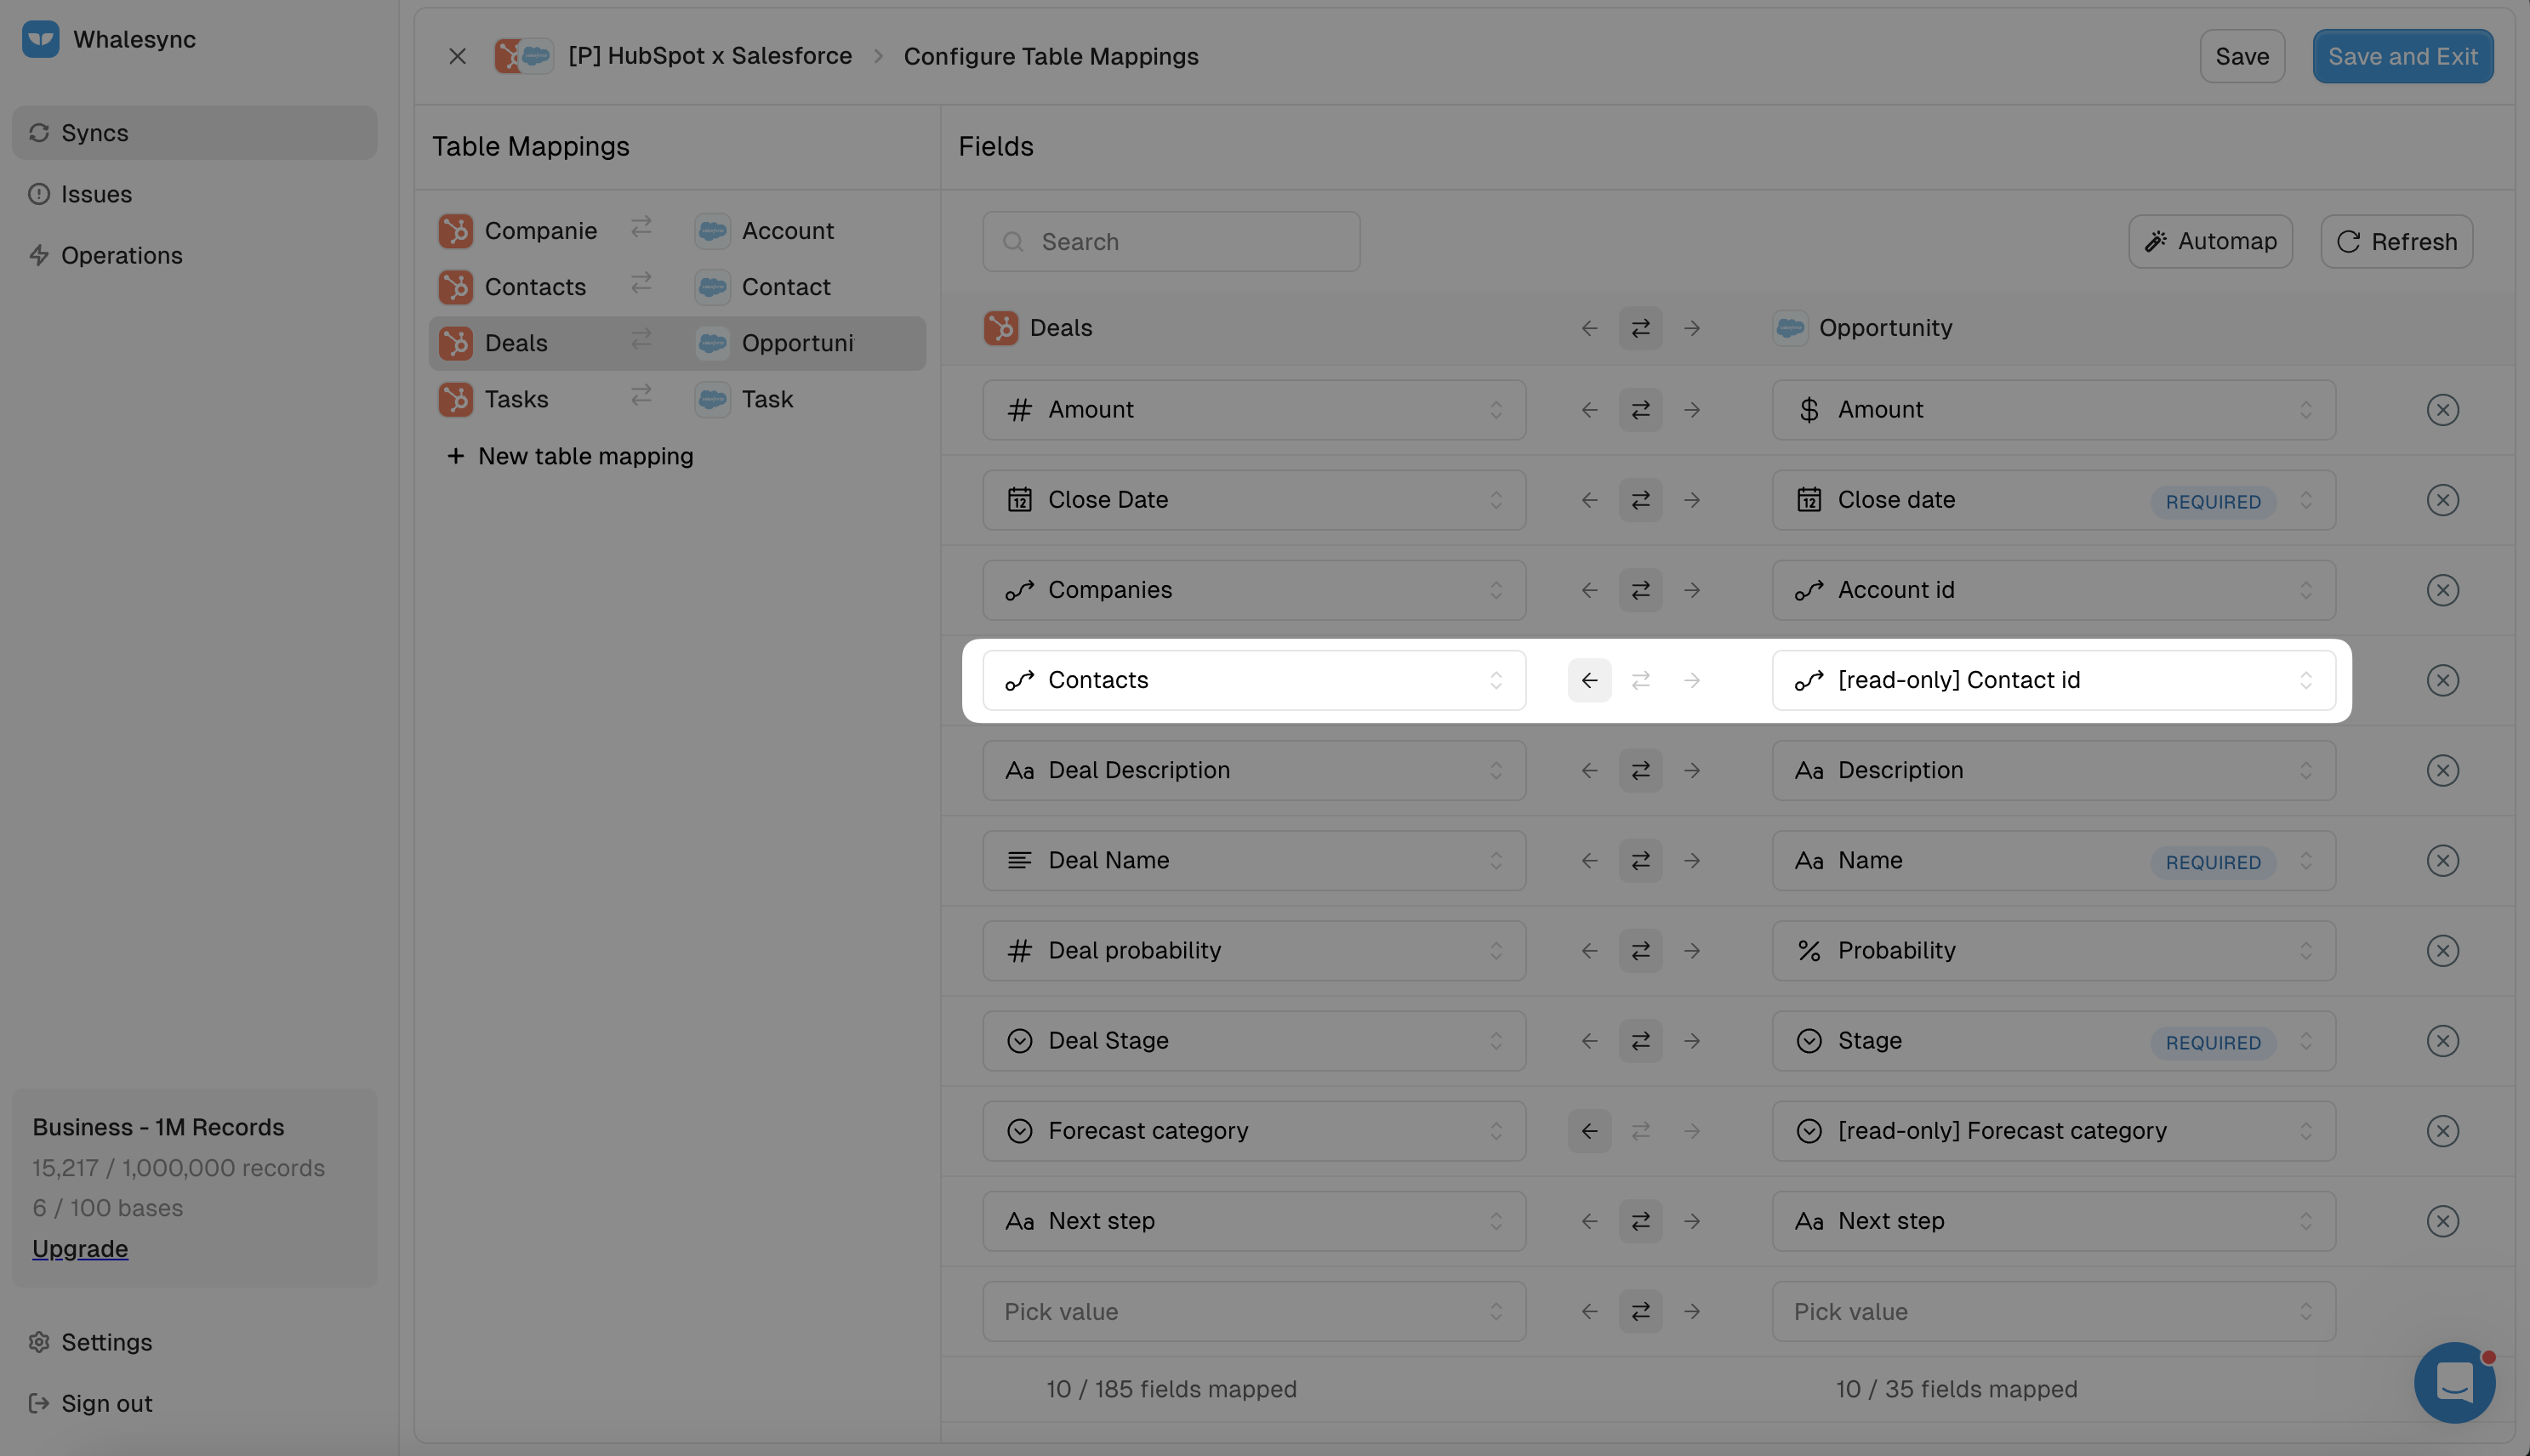 Whalesync
Syncs
Issues
Operations
Business - 1M Records
15,217 / 1,000,000 records
6 / 100 bases
Upgrade
Settings
Sign out
[P] HubSpot x Salesforce > Configure Table Mappings
Save
Save and Exit
Table Mappings
Companie Account
Contacts Contact
Deals Opportuni
Tasks Task
+ New table mapping
Fields
Search
Automap
Refresh
Deals Opportunity
Amount Amount
Close Date Close date REQUIRED
Companies Account id
Contacts [read-only] Contact id
Deal Description Description
Deal Name Name REQUIRED
Deal probability Probability
Deal Stage Stage REQUIRED
Forecast category [read-only] Forecast category
Next step Next step
Pick value Pick value
10 / 185 fields mapped 10 / 35 fields mapped